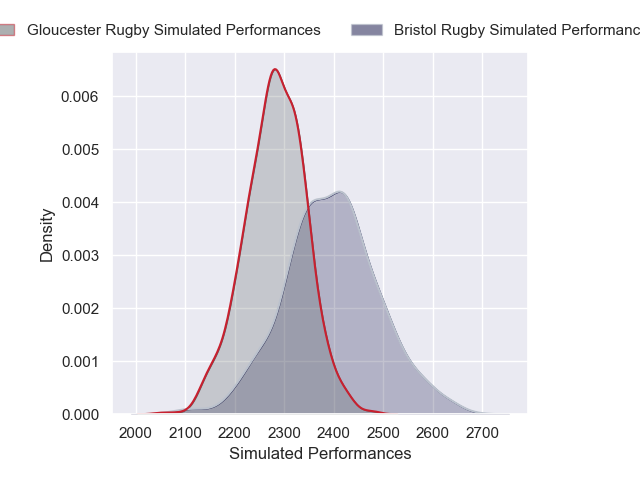 Gloucester Rugby Simulated Performances
Bristol Rugby Simulated
0.006
0.005
0.004
0.003
0.002
0.001
0.000
Density
2000 2100 2200 2300 2400 2500 2600 2700
Simulated Performances